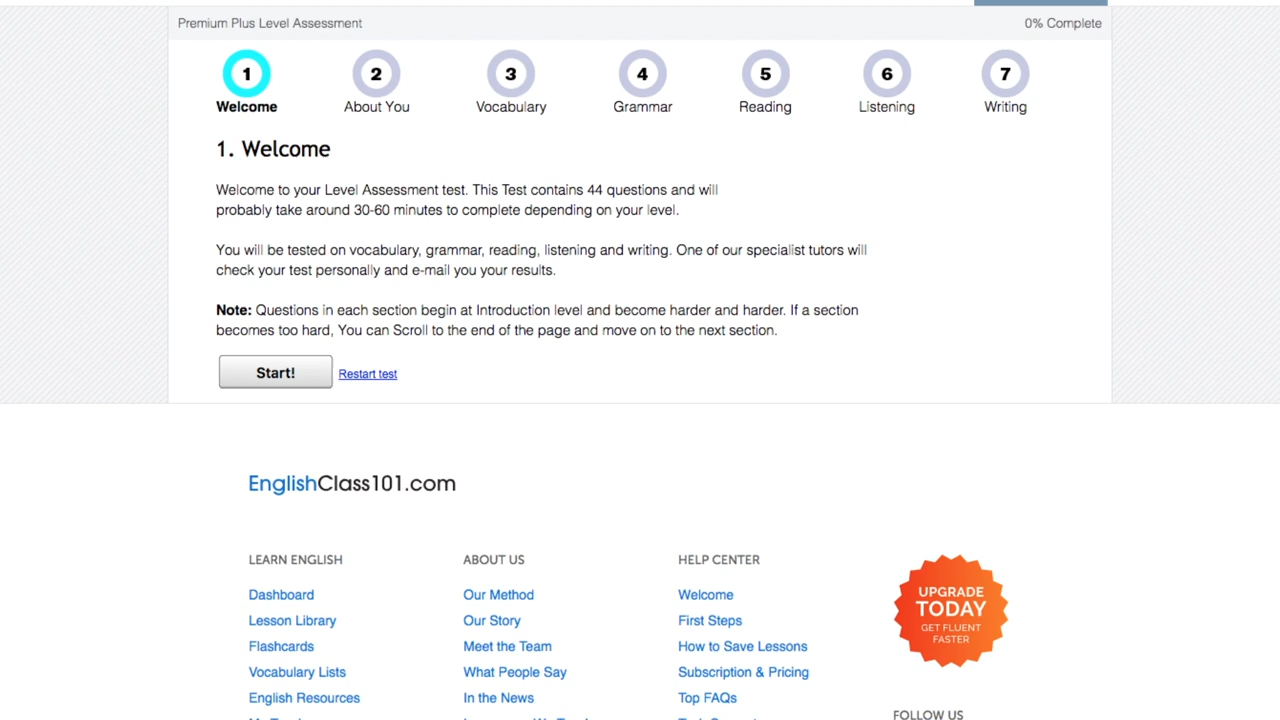 Premium Plus Level Assessment
0% Complete
1 2 3 4 5 6 7
Welcome About You Vocabulary Grammar Reading Listening Writing
1. Welcome
Welcome to your Level Assessment test. This Test contains 44 questions and will
probably take around 30-60 minutes to complete depending on your level.
You will be tested on vocabulary, grammar, reading, listening and writing. One of our specialist tutors will
check your test personally and e-mail you your results.
Note: Questions in each section begin at Introduction level and become harder and harder. If a section
becomes too hard, You can Scroll to the end of the page and move on to the next section.
Start! Restart test
EnglishClass101.com
LEARN ENGLISH
Dashboard
Lesson Library
Flashcards
Vocabulary Lists
English Resources
ABOUT US
Our Method
Our Story
Meet the Team
What People Say
In the News
HELP CENTER
Welcome
First Steps
How to Save Lessons
Subscription & Pricing
Top FAQs
UPGRADE
TODAY
GET FLUENT
FASTER
FOLLOW US